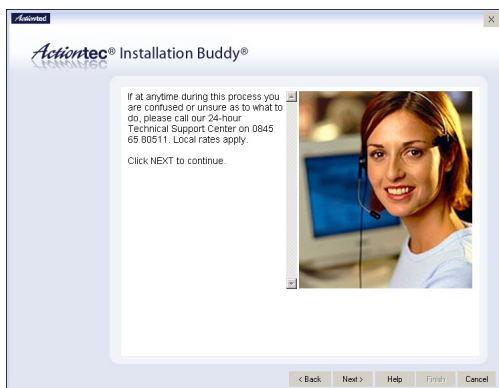 Actiontec
X
Actiontec® Installation Buddy®
If at anytime during this process you
are confused or unsure as to what to
do, please call our 24-hour
Technical Support Center on 0845
65 80511. Local rates apply.
Click NEXT to continue.
< Back Next > Help Finish Cancel